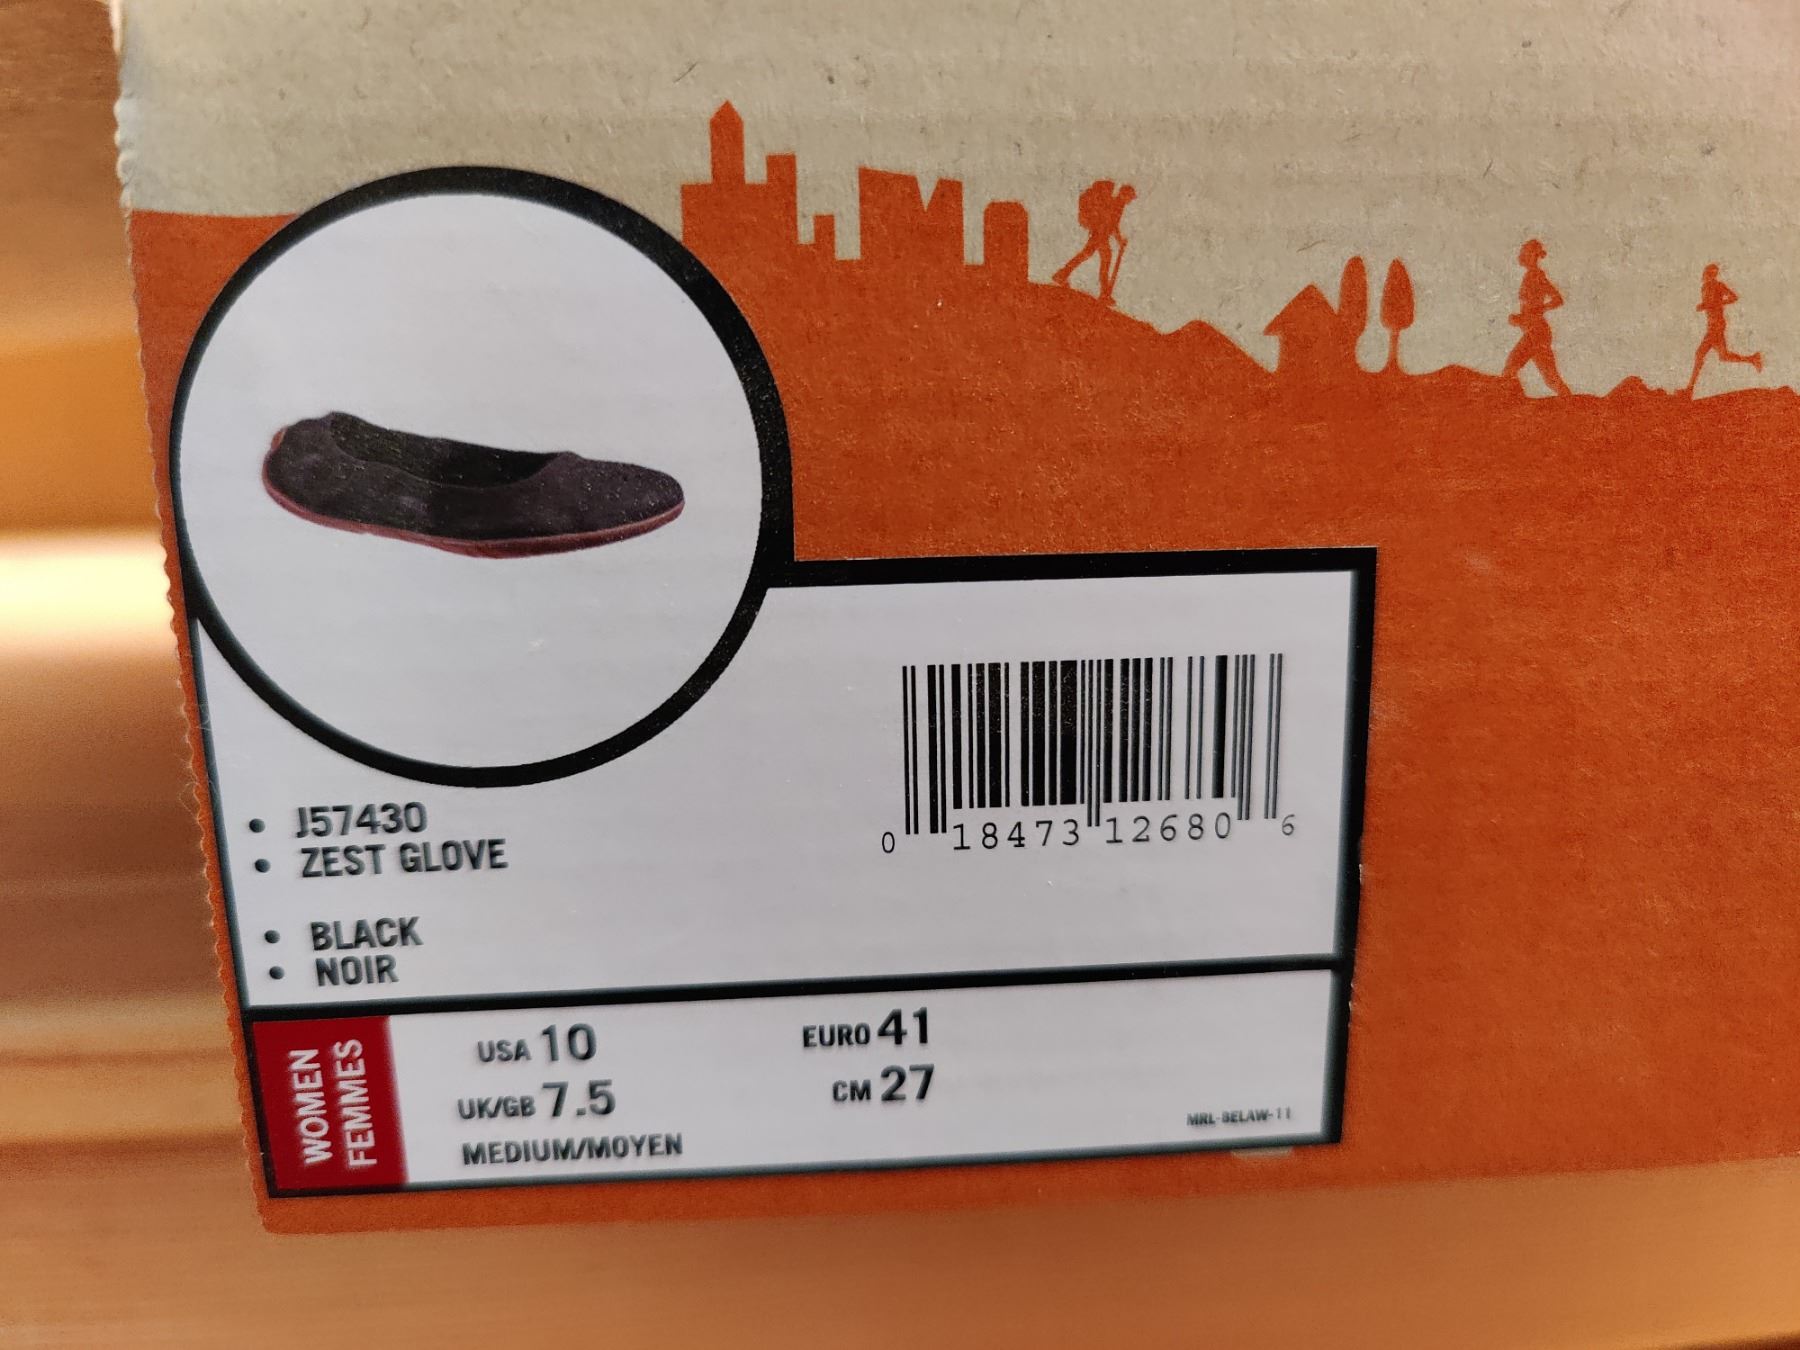 • J57430
• ZEST GLOVE
• BLACK
• NOIR
0 18473 12680 6
WOMEN
FEMMES
USA 10
UK/GB 7.5
MEDIUM/MOYEN
EURO 41
CM 27
MRL-SELAW-11